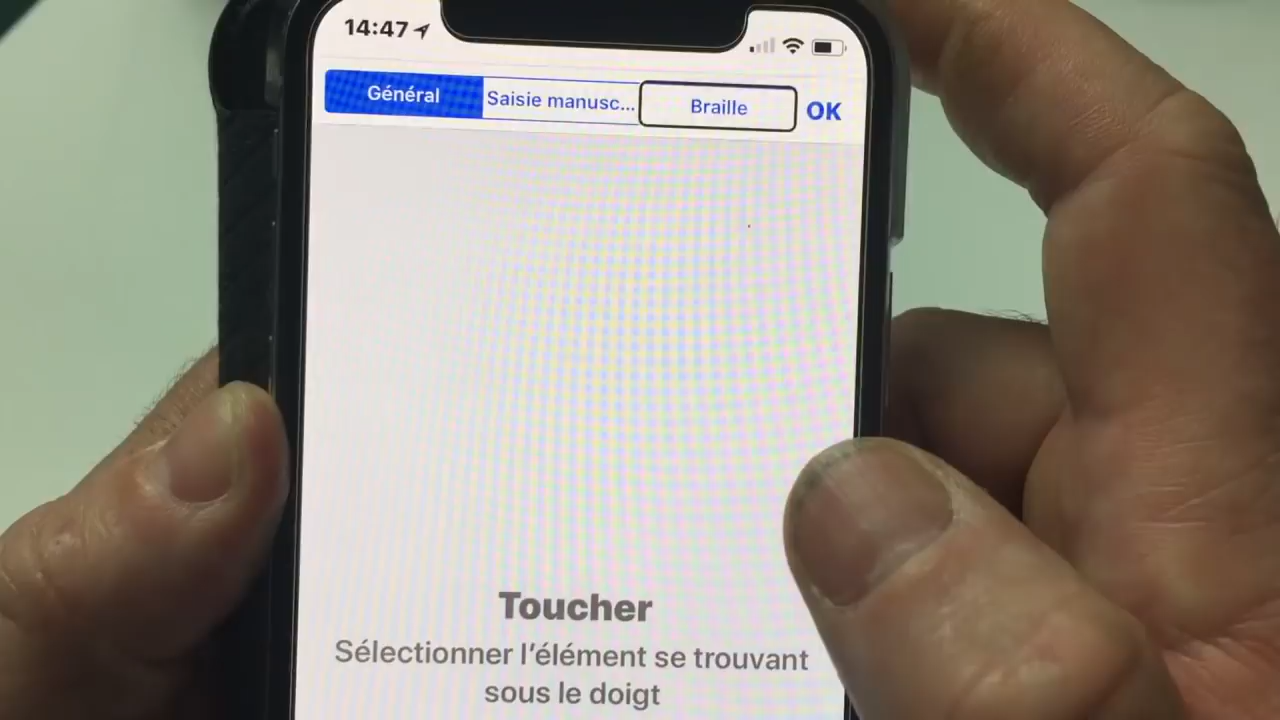 14:47
Général Saisie manusc... Braille OK
Toucher
Sélectionner l'élément se trouvant
sous le doigt